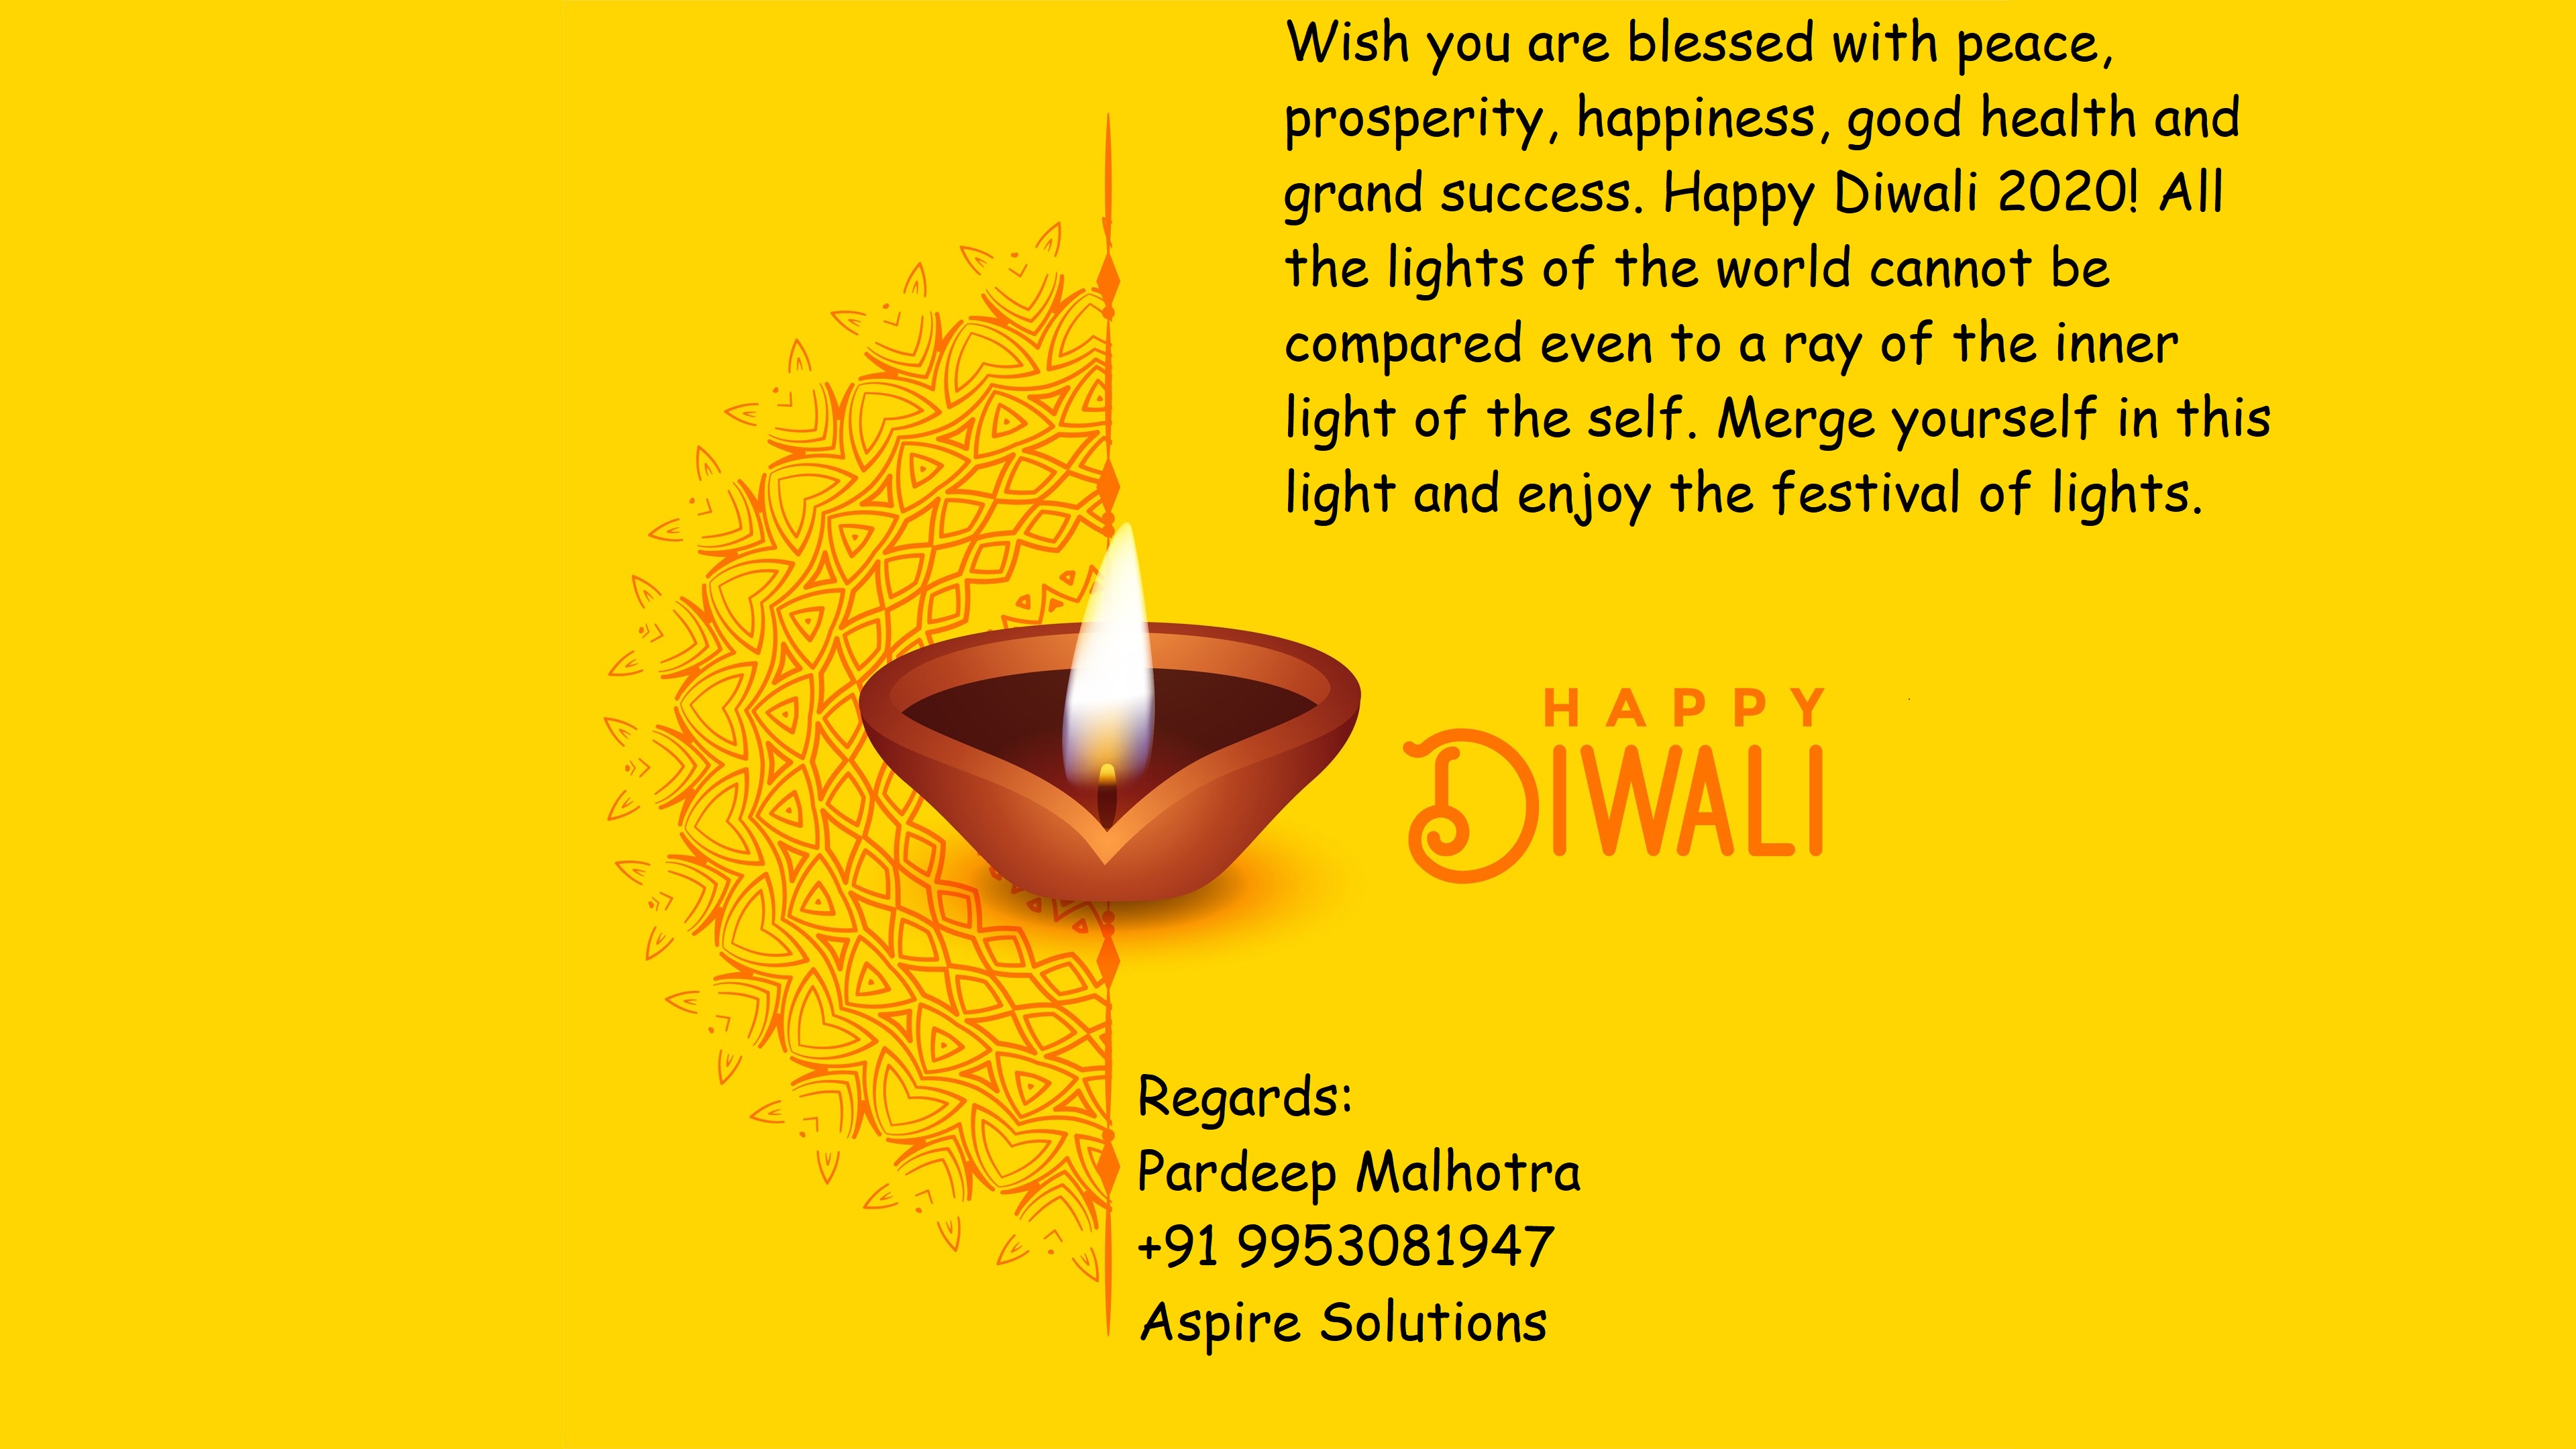 Wish you are blessed with peace,
prosperity, happiness, good health and
grand success. Happy Diwali 2020! All
the lights of the world cannot be
compared even to a ray of the inner
light of the self. Merge yourself in this
light and enjoy the festival of lights.
HAPPY
DIWALI
Regards:
Pardeep Malhotra
+91 9953081947
Aspire Solutions